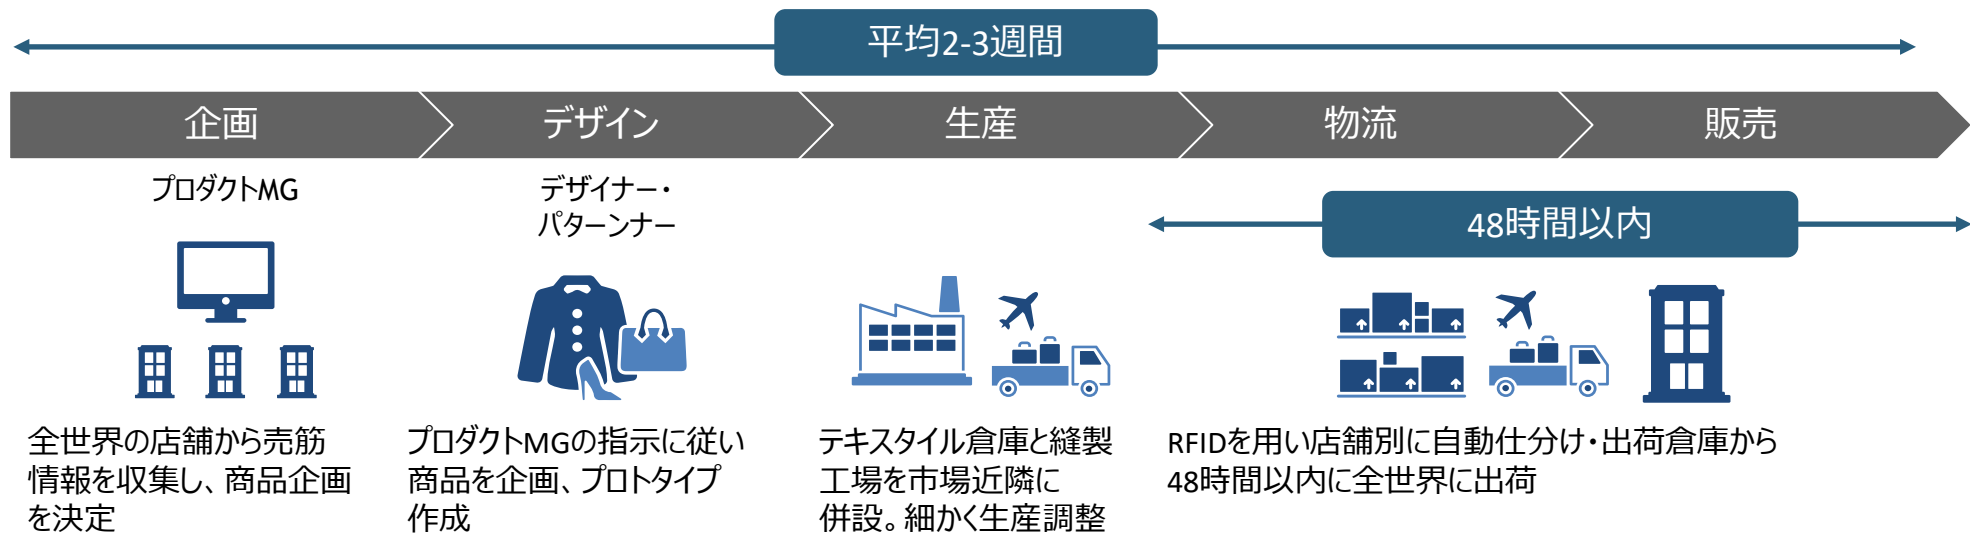 平均2-3週間
企画
デザイン
生産
物流
販売
プロダクトMG
デザイナー・
パターンナー
48時間以内
全世界の店舗から売筋
情報を収集し、商品企画
を決定
プロダクトMGの指示に従い
商品を企画、プロトタイプ
作成
テキスタイル倉庫と縫製
工場を市場近隣に
併設。細かく生産調整
RFIDを用い店舗別に自動仕分け・出荷倉庫から
48時間以内に全世界に出荷